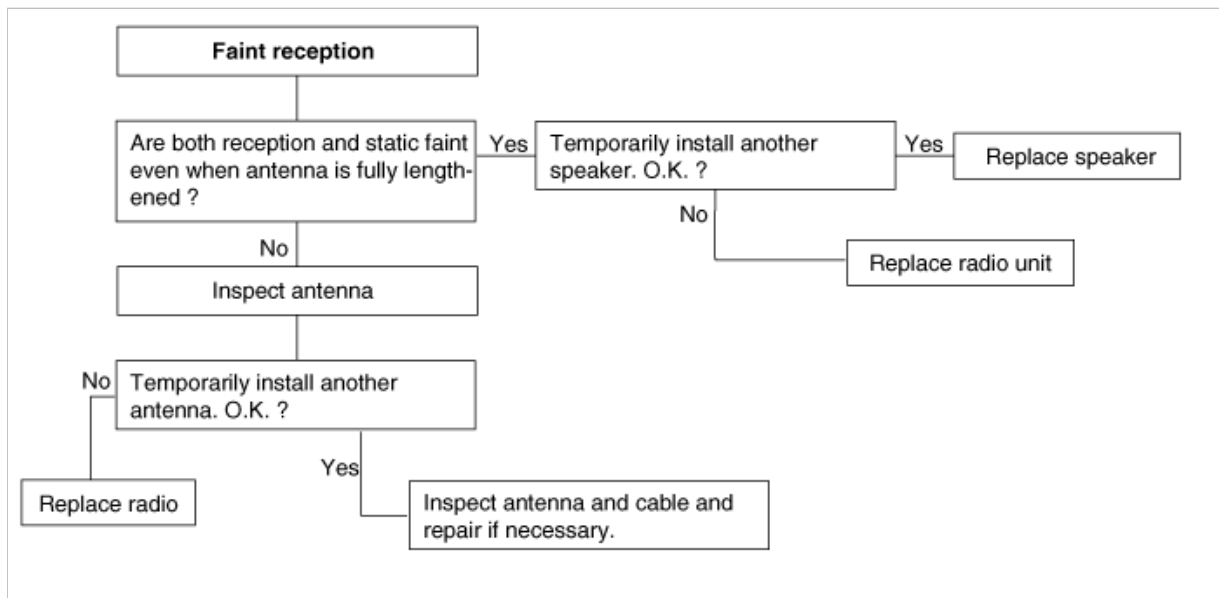 Faint reception
Are both reception and static faint
even when antenna is fully length-
ened ?
Yes
Temporarily install another
speaker. O.K. ?
Yes
Replace speaker
No
Replace radio unit
No
Inspect antenna
No
Temporarily install another
antenna. O.K. ?
Replace radio
Yes
Inspect antenna and cable and
repair if necessary.